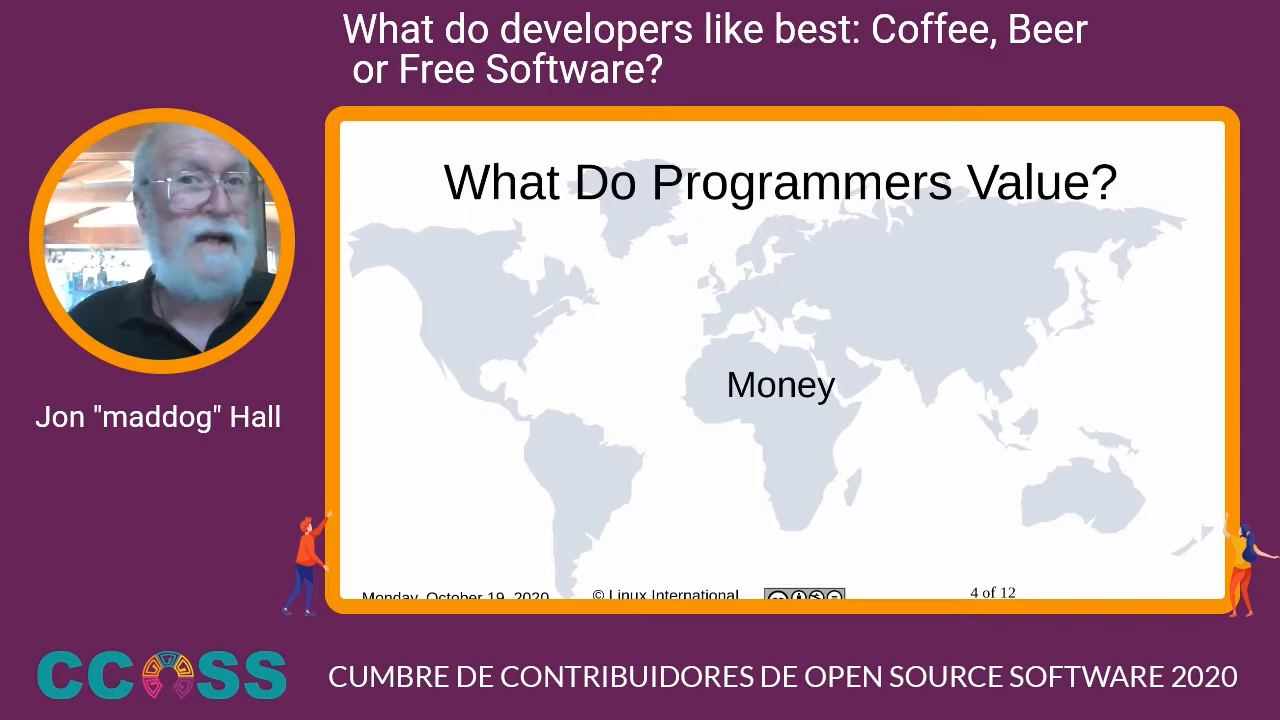 What do developers like best: Coffee, Beer
or Free Software?
What Do Programmers Value?
Money
Jon "maddog" Hall
Monday, October 19, 2020
© Linux International
4 of 12
CCOSS
CUMBRE DE CONTRIBUIDORES DE OPEN SOURCE SOFTWARE 2020